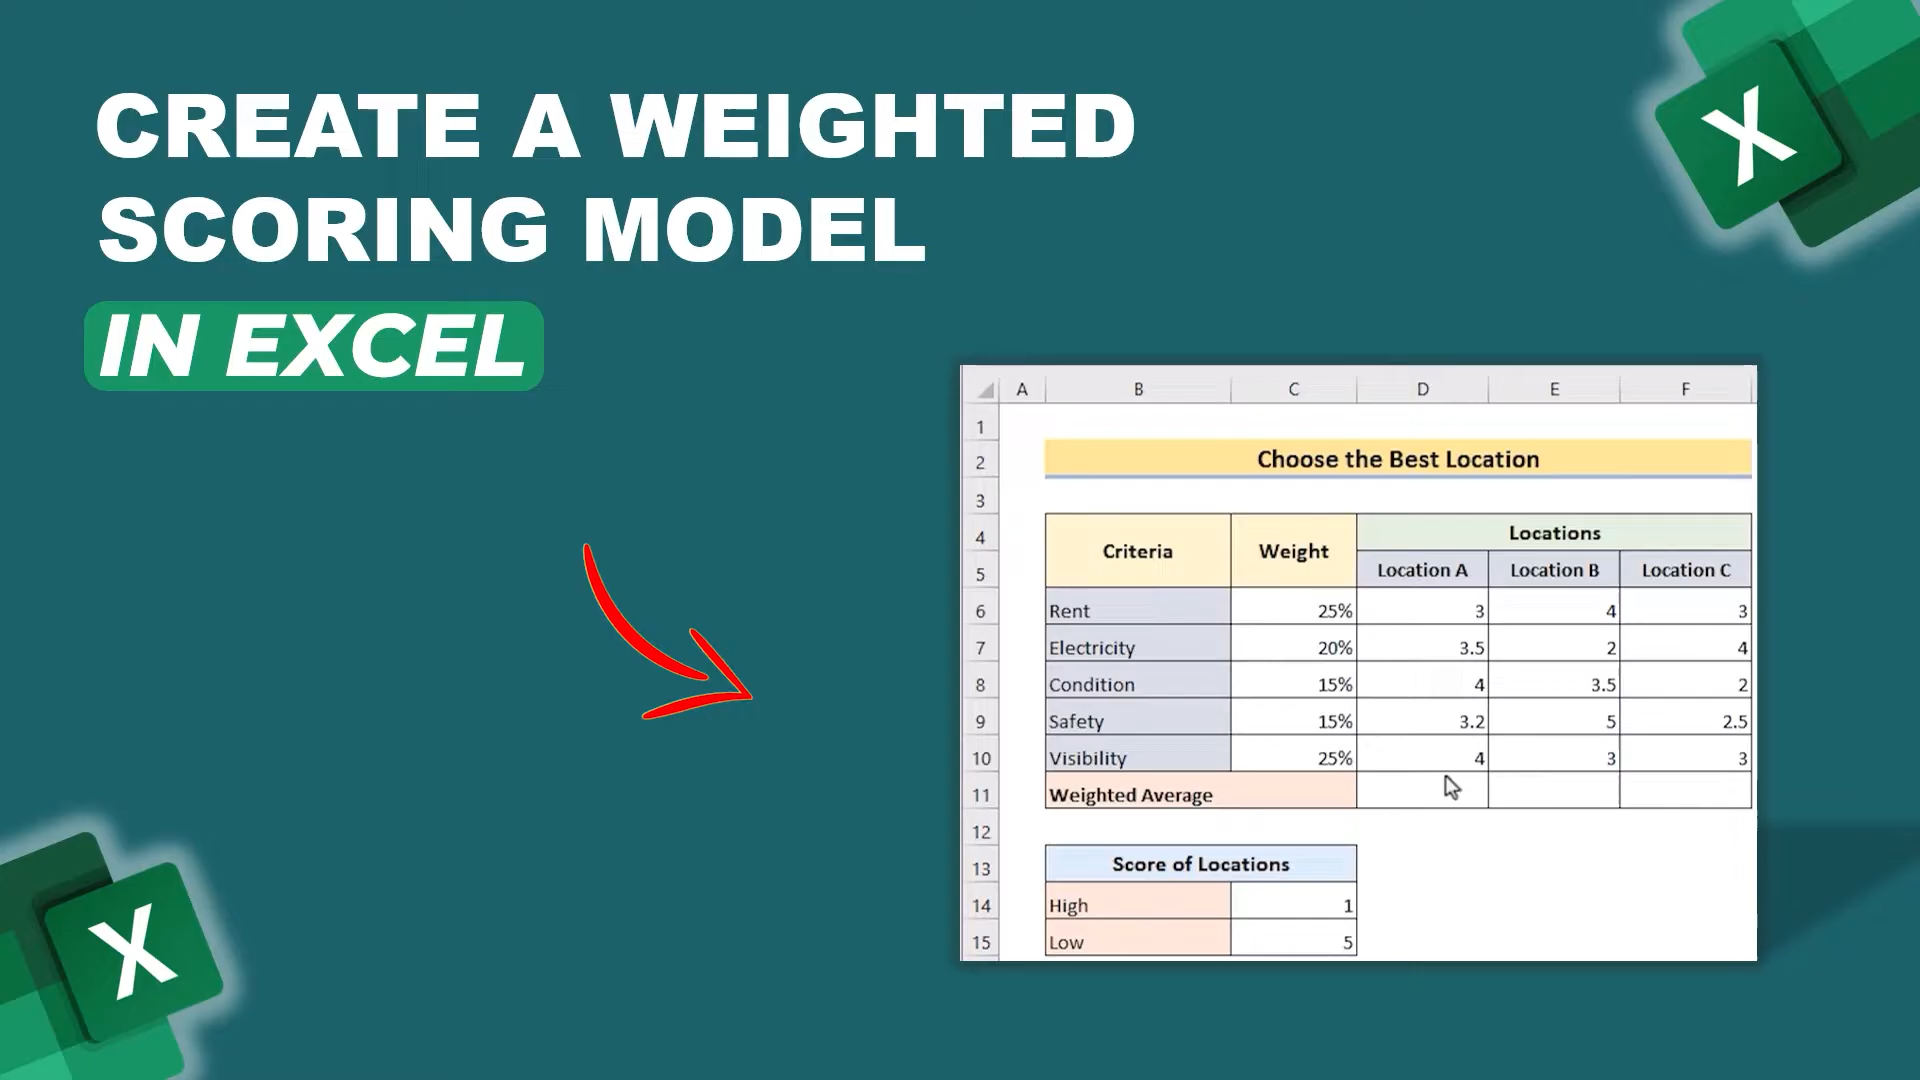 CREATE A WEIGHTED
SCORING MODEL
IN EXCEL
X
X
A B C D E F
1
2 Choose the Best Location
3
4 Criteria Weight Locations
5 Location A Location B Location C
6 Rent 25% 3 4 3
7 Electricity 20% 3.5 2 4
8 Condition 15% 4 3.5 2
9 Safety 15% 3.2 5 2.5
10 Visibility 25% 4 3 3
11 Weighted Average
12
13 Score of Locations
14 High 1
15 Low 5